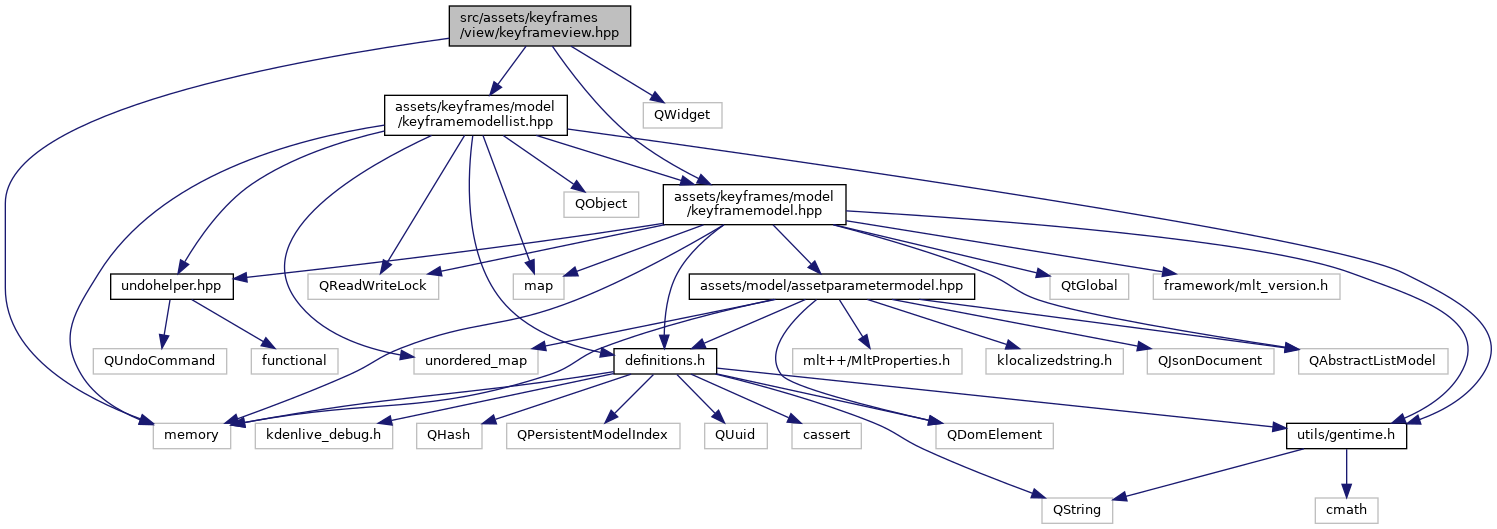 src/assets/keyframes
/view/keyframeview.hpp
assets/keyframes/model
/keyframemodellist.hpp
QWidget
QObject
assets/keyframes/model
/keyframemodel.hpp
undohelper.hpp
QReadWriteLock
map
assets/model/assetparametermodel.hpp
QtGlobal
framework/mlt_version.h
QUndoCommand
functional
unordered_map
definitions.h
mlt++/MltProperties.h
klocalizedstring.h
QJsonDocument
QAbstractListModel
memory
kdenlive_debug.h
QHash
QPersistentModelIndex
QUuid
cassert
QDomElement
utils/gentime.h
QString
cmath